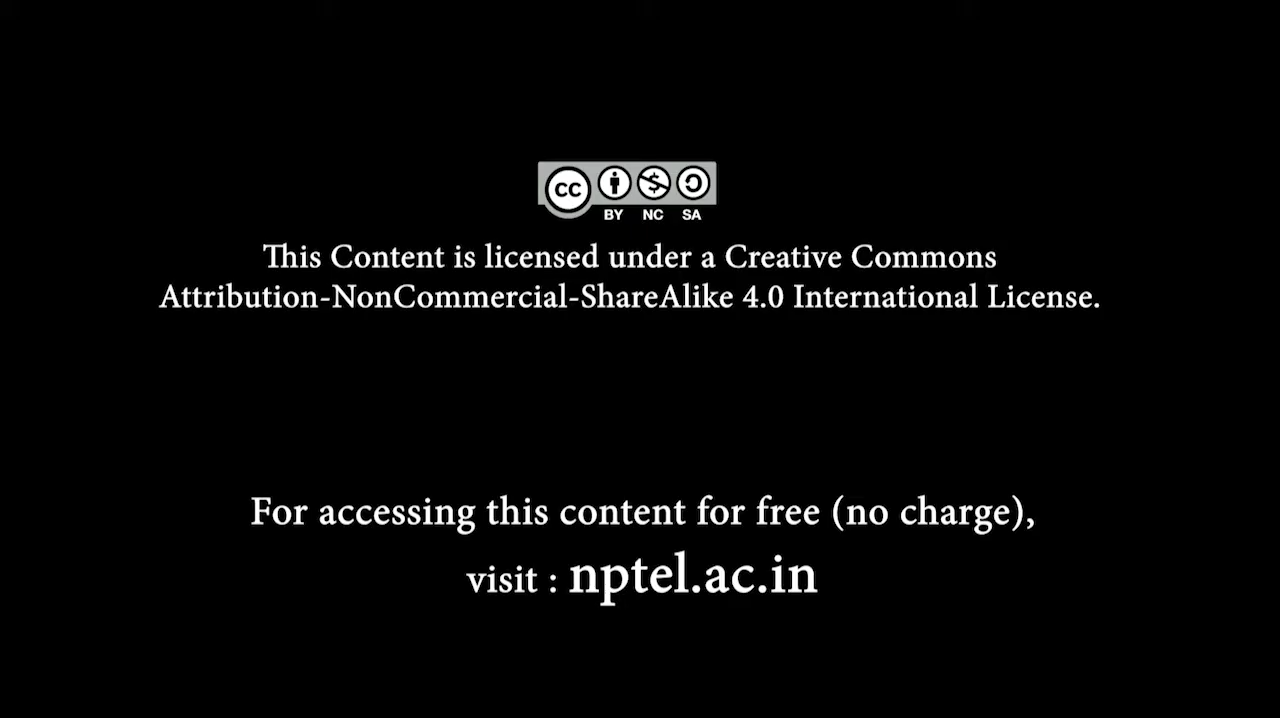 CC BY NC SA
This Content is licensed under a Creative Commons
Attribution-NonCommercial-ShareAlike 4.0 International License.
For accessing this content for free (no charge),
visit : nptel.ac.in